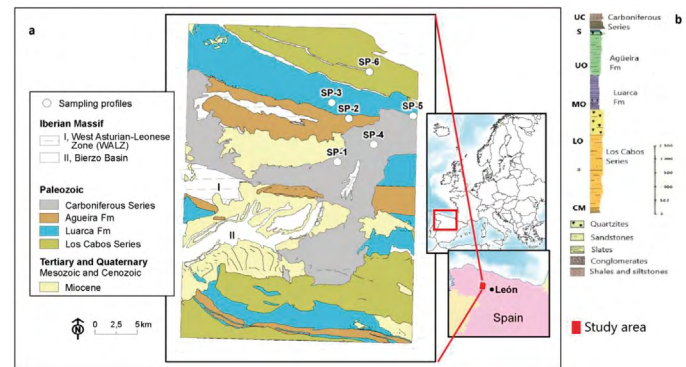 a
Sampling profiles
Iberian Massif
I, West Asturian-Leonese
Zone (WALZ)
II, Bierzo Basin
Paleozoic
Carboniferous Series
Agueira Fm
Luarca Fm
Los Cabos Series
Tertiary and Quaternary
Mesozoic and Cenozoic
Miocene
N
0 2,5 5km
SP-6
SP-3
SP-2
SP-5
SP-4
SP-1
I
II
León
Spain
Study area
b
UC
Carboniferous
Series
S
UO
Agüeira
Fm
MO
Luarca
Fm
LO
Los Cabos
Series
CM
Quartzites
Sandstones
Slates
Conglomerates
Shales and siltstones